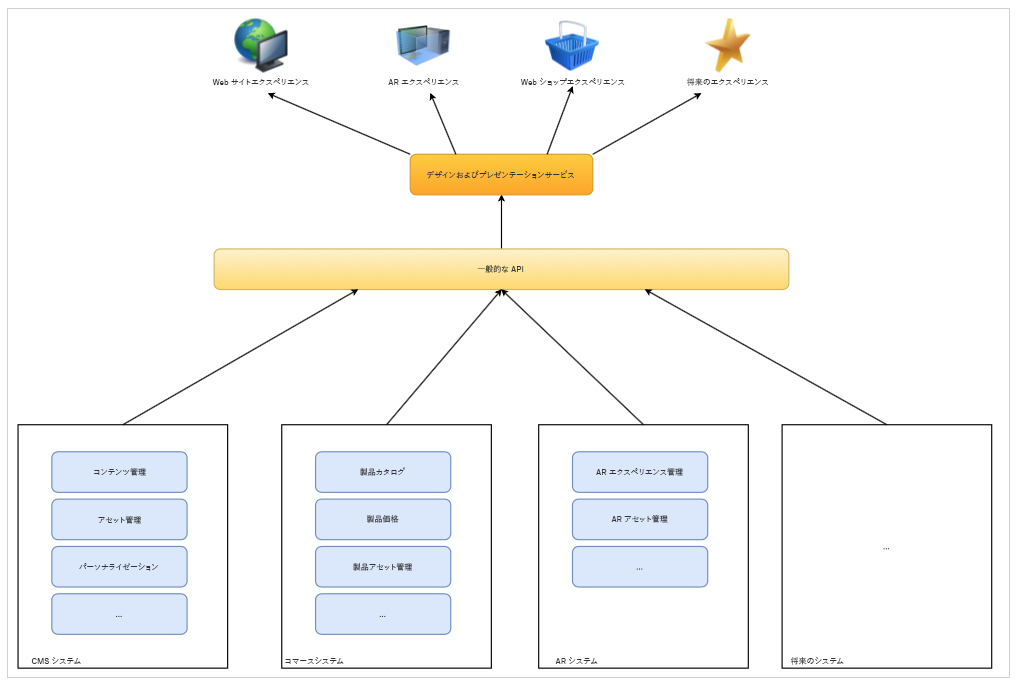 Web サイトエクスペリエンス
AR エクスペリエンス
Web ショップエクスペリエンス
将来のエクスペリエンス
デザインおよびプレゼンテーションサービス
一般的な API
コンテンツ管理
アセット管理
パーソナライゼーション
...
CMS システム
製品カタログ
製品価格
製品アセット管理
...
コマースシステム
AR エクスペリエンス管理
AR アセット管理
...
AR システム
...
将来のシステム